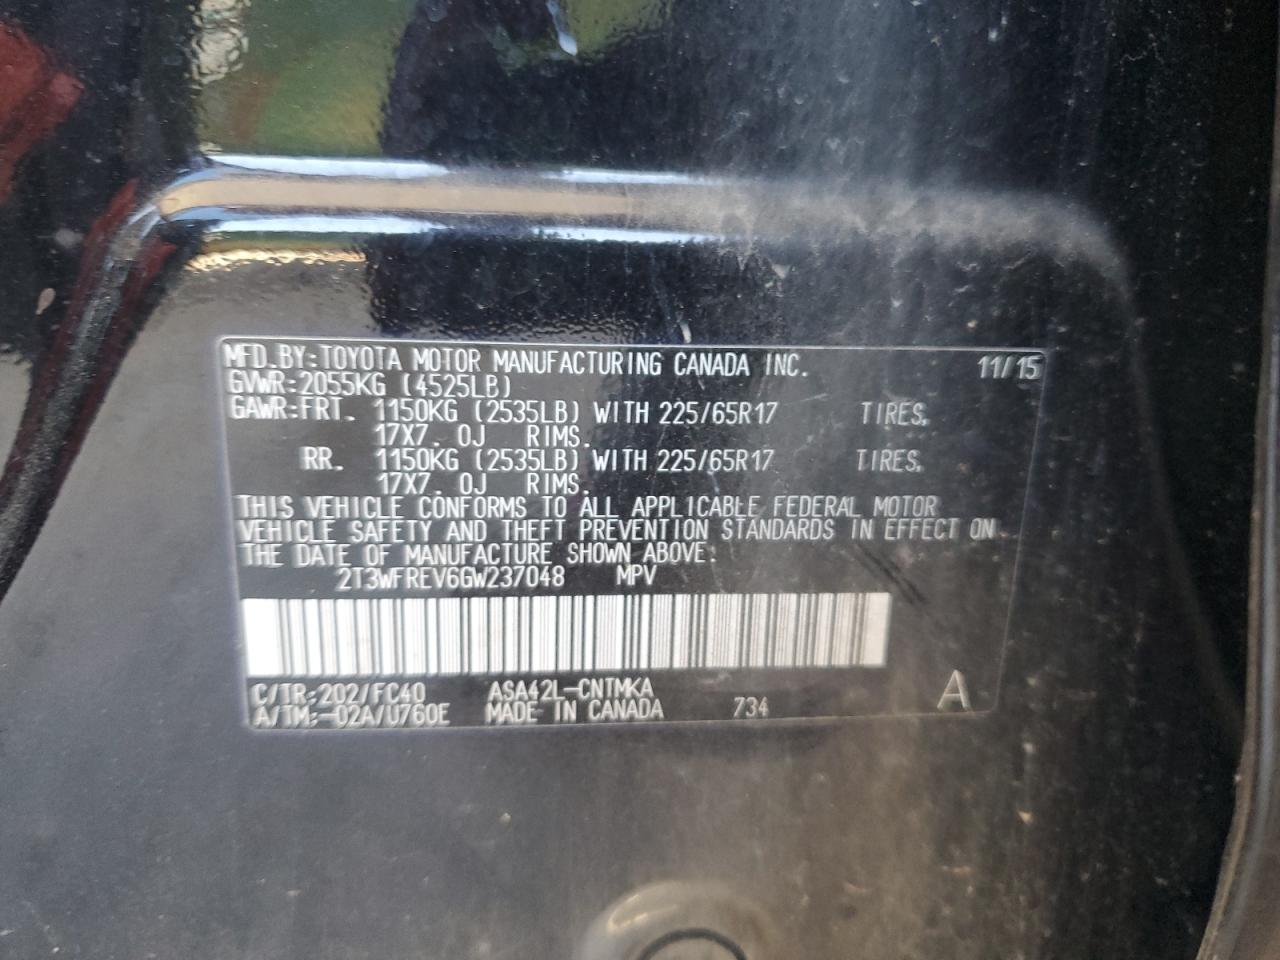 MFD.BY:TOYOTA MOTOR MANUFACTURING CANADA INC. 11/15
GVWR:2055KG (4525LB)
GAWR:FRT. 1150KG (2535LB) WITH 225/65R17 TIRES,
17X7.0J RIMS.
RR. 1150KG (2535LB) WITH 225/65R17 TIRES,
17X7.0J RIMS.
THIS VEHICLE CONFORMS TO ALL APPLICABLE FEDERAL MOTOR
VEHICLE SAFETY AND THEFT PREVENTION STANDARDS IN EFFECT ON
THE DATE OF MANUFACTURE SHOWN ABOVE.
2T3WFREV6GW237048 MPV
C/TR:202/FC40 ASA42L-CNTMKA
A/TM:-02A/U760E MADE IN CANADA 734 A